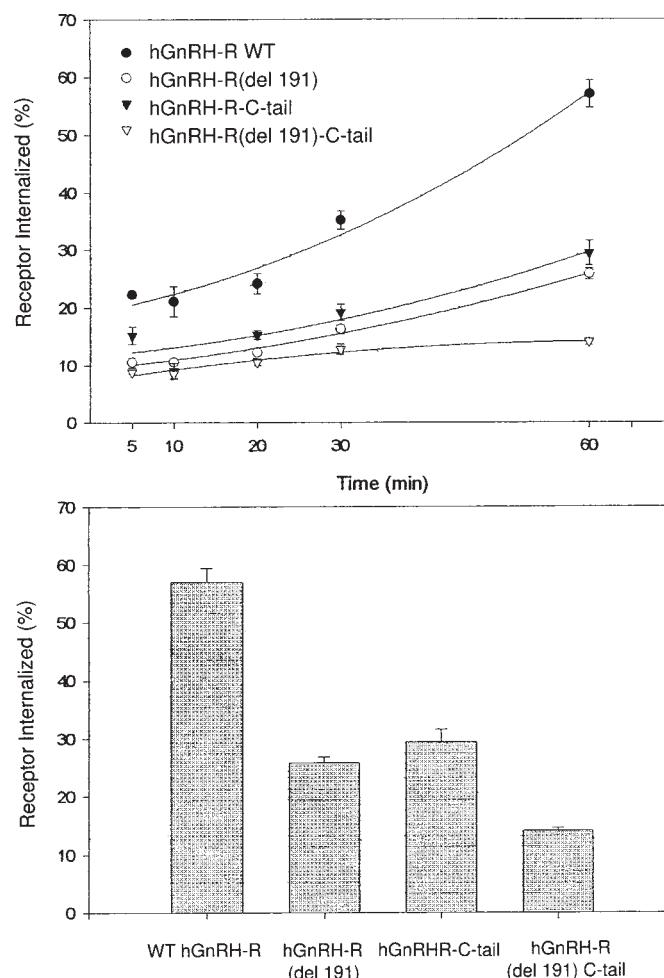 70
60
50
40
30
20
10
0
Receptor Internalized (%)
hGnRH-R WT
hGnRH-R(del 191)
hGnRH-R-C-tail
hGnRH-R(del 191)-C-tail
5 10 20 30 60
Time (min)
70
60
50
40
30
20
10
0
Receptor Internalized (%)
WT hGnRH-R
hGnRH-R
(del 191)
hGnRHR-C-tail
hGnRH-R
(del 191) C-tail